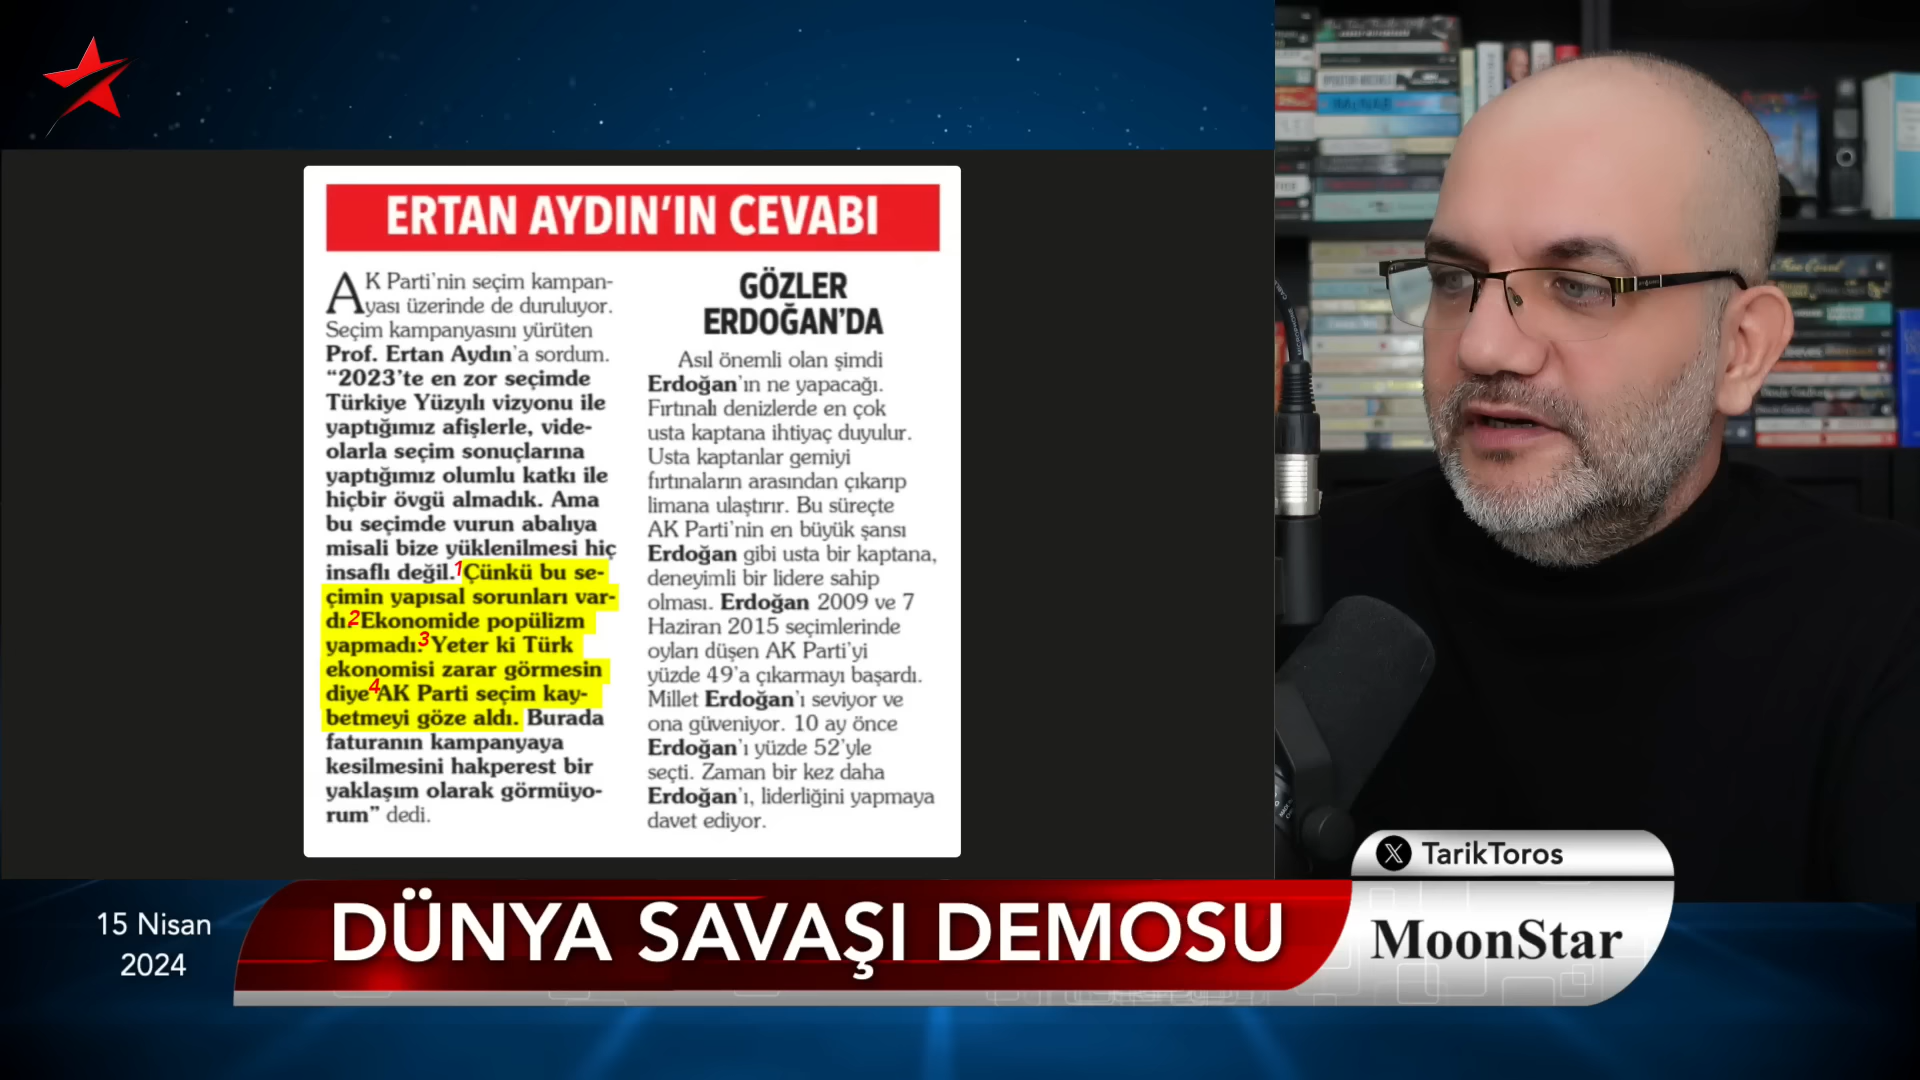 ERTAN AYDIN'IN CEVABI
AK Parti'nin seçim kampan-
yası üzerinde de duruluyor.
Seçim kampanyasını yürüten
Prof. Ertan Aydın'a sordum.
“2023'te en zor seçimde
Türkiye Yüzyılı vizyonu ile
yaptığımız afişlerle, vide-
olarla seçim sonuçlarına
yaptığımız olumlu katkı ile
hiçbir övgü almadık. Ama
bu seçimde vurun abalıya
misali bize yüklenilmesi hiç
insaflı değil. 1 Çünkü bu se-
çimin yapısal sorunları var-
dı. 2 Ekonomide popülizm
yapmadı. 3 Yeter ki Türk
ekonomisi zarar görmesin
diye 4 AK Parti seçim kay-
betmeyi göze aldı. Burada
faturanın kampanyaya
kesilmesini hakperest bir
yaklaşım olarak görmüyo-
rum” dedi.
GÖZLER
ERDOĞAN'DA
Asıl önemli olan şimdi
Erdoğan'ın ne yapacağı.
Fırtınalı denizlerde en çok
usta kaptana ihtiyaç duyulur.
Usta kaptanlar gemiyi
fırtınaların arasından çıkarıp
limana ulaştırır. Bu süreçte
AK Parti'nin en büyük şansı
Erdoğan gibi usta bir kaptana,
deneyimli bir lidere sahip
olması. Erdoğan 2009 ve 7
Haziran 2015 seçimlerinde
oyları düşen AK Parti'yi
yüzde 49'a çıkarmayı başardı.
Millet Erdoğan'ı seviyor ve
ona güveniyor. 10 ay önce
Erdoğan'ı yüzde 52'yle
seçti. Zaman bir kez daha
Erdoğan'ı, liderliğini yapmaya
davet ediyor.
TarikToros
15 Nisan
2024
DÜNYA SAVAŞI DEMOSU
MoonStar